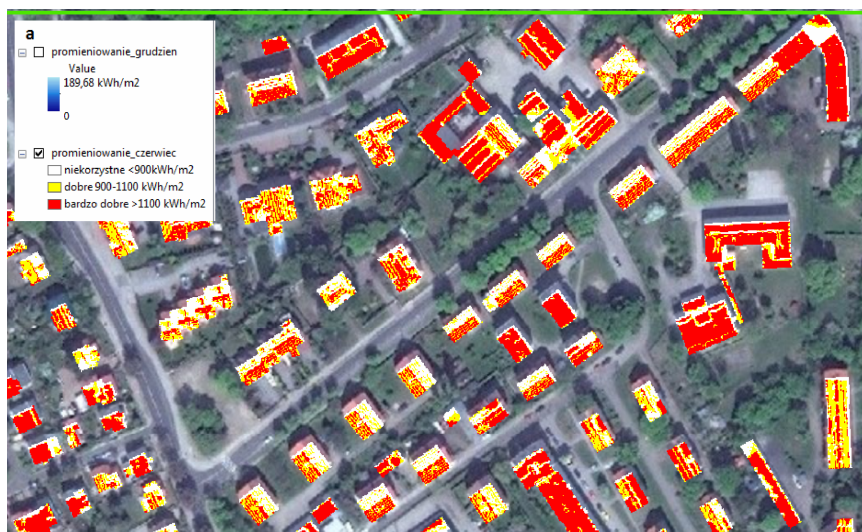 a
promieniowanie_grudzien
Value
189,68 kWh/m2
0
promieniowanie_czerwiec
niekorzystne <900kWh/m2
dobre 900-1100 kWh/m2
bardzo dobre >1100 kWh/m2